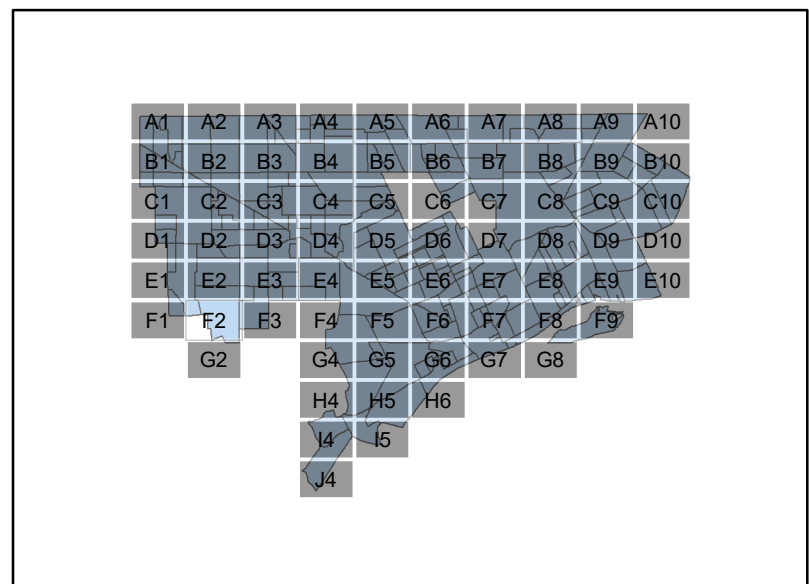 A1 A2 A3 A4 A5 A6 A7 A8 A9 A10
B1 B2 B3 B4 B5 B6 B7 B8 B9 B10
C1 C2 C3 C4 C5 C6 C7 C8 C9 C10
D1 D2 D3 D4 D5 D6 D7 D8 D9 D10
E1 E2 E3 E4 E5 E6 E7 E8 E9 E10
F1 F2 F3 F4 F5 F6 F7 F8 F9
G2 G4 G5 G6 G7 G8
H4 H5 H6
I4 I5
J4